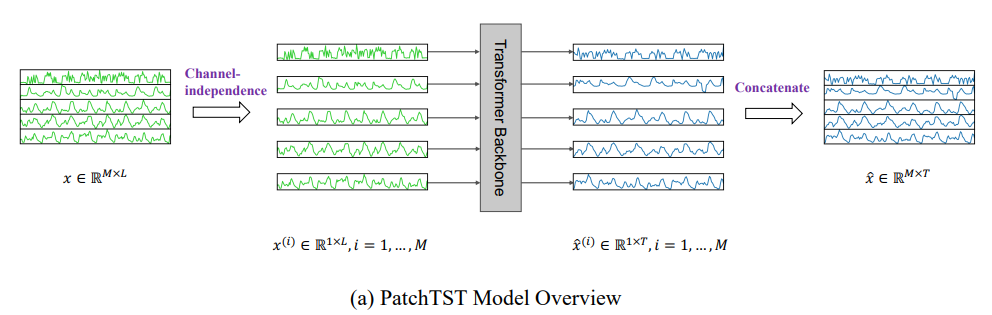 Channel-
independence
Transformer Backbone
Concatenate
x ∈ ℝ^{M×L}
x̂ ∈ ℝ^{M×T}
x^{(i)} ∈ ℝ^{1×L}, i = 1, … , M
x̂^{(i)} ∈ ℝ^{1×T}, i = 1, … , M
(a) PatchTST Model Overview